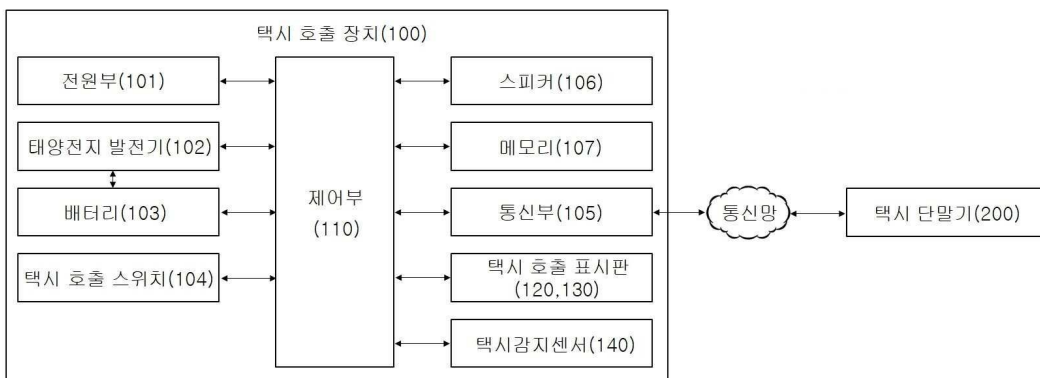 택시 호출 장치(100)
전원부(101)
태양전지 발전기(102)
배터리(103)
택시 호출 스위치(104)
제어부
(110)
스피커(106)
메모리(107)
통신부(105)
택시 호출 표시판
(120,130)
택시감지센서(140)
통신망
택시 단말기(200)